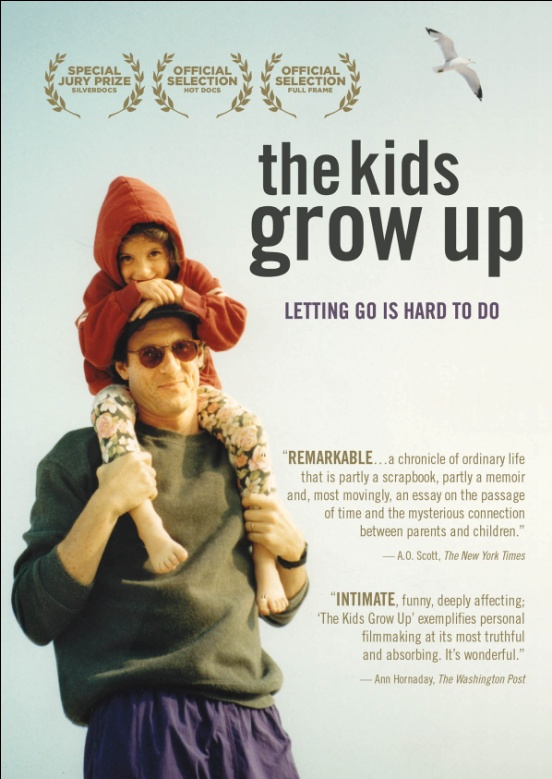 SPECIAL
JURY PRIZE
SILVERDOCS
OFFICIAL
SELECTION
HOT DOCS
OFFICIAL
SELECTION
FULL FRAME
the kids
grow up
LETTING GO IS HARD TO DO
“REMARKABLE...a chronicle of ordinary life
that is partly a scrapbook, partly a memoir
and, most movingly, an essay on the passage
of time and the mysterious connection
between parents and children.”
— A.O. Scott, The New York Times
“INTIMATE, funny, deeply affecting;
‘The Kids Grow Up’ exemplifies personal
filmmaking at its most truthful
and absorbing. It’s wonderful.”
— Ann Hornaday, The Washington Post